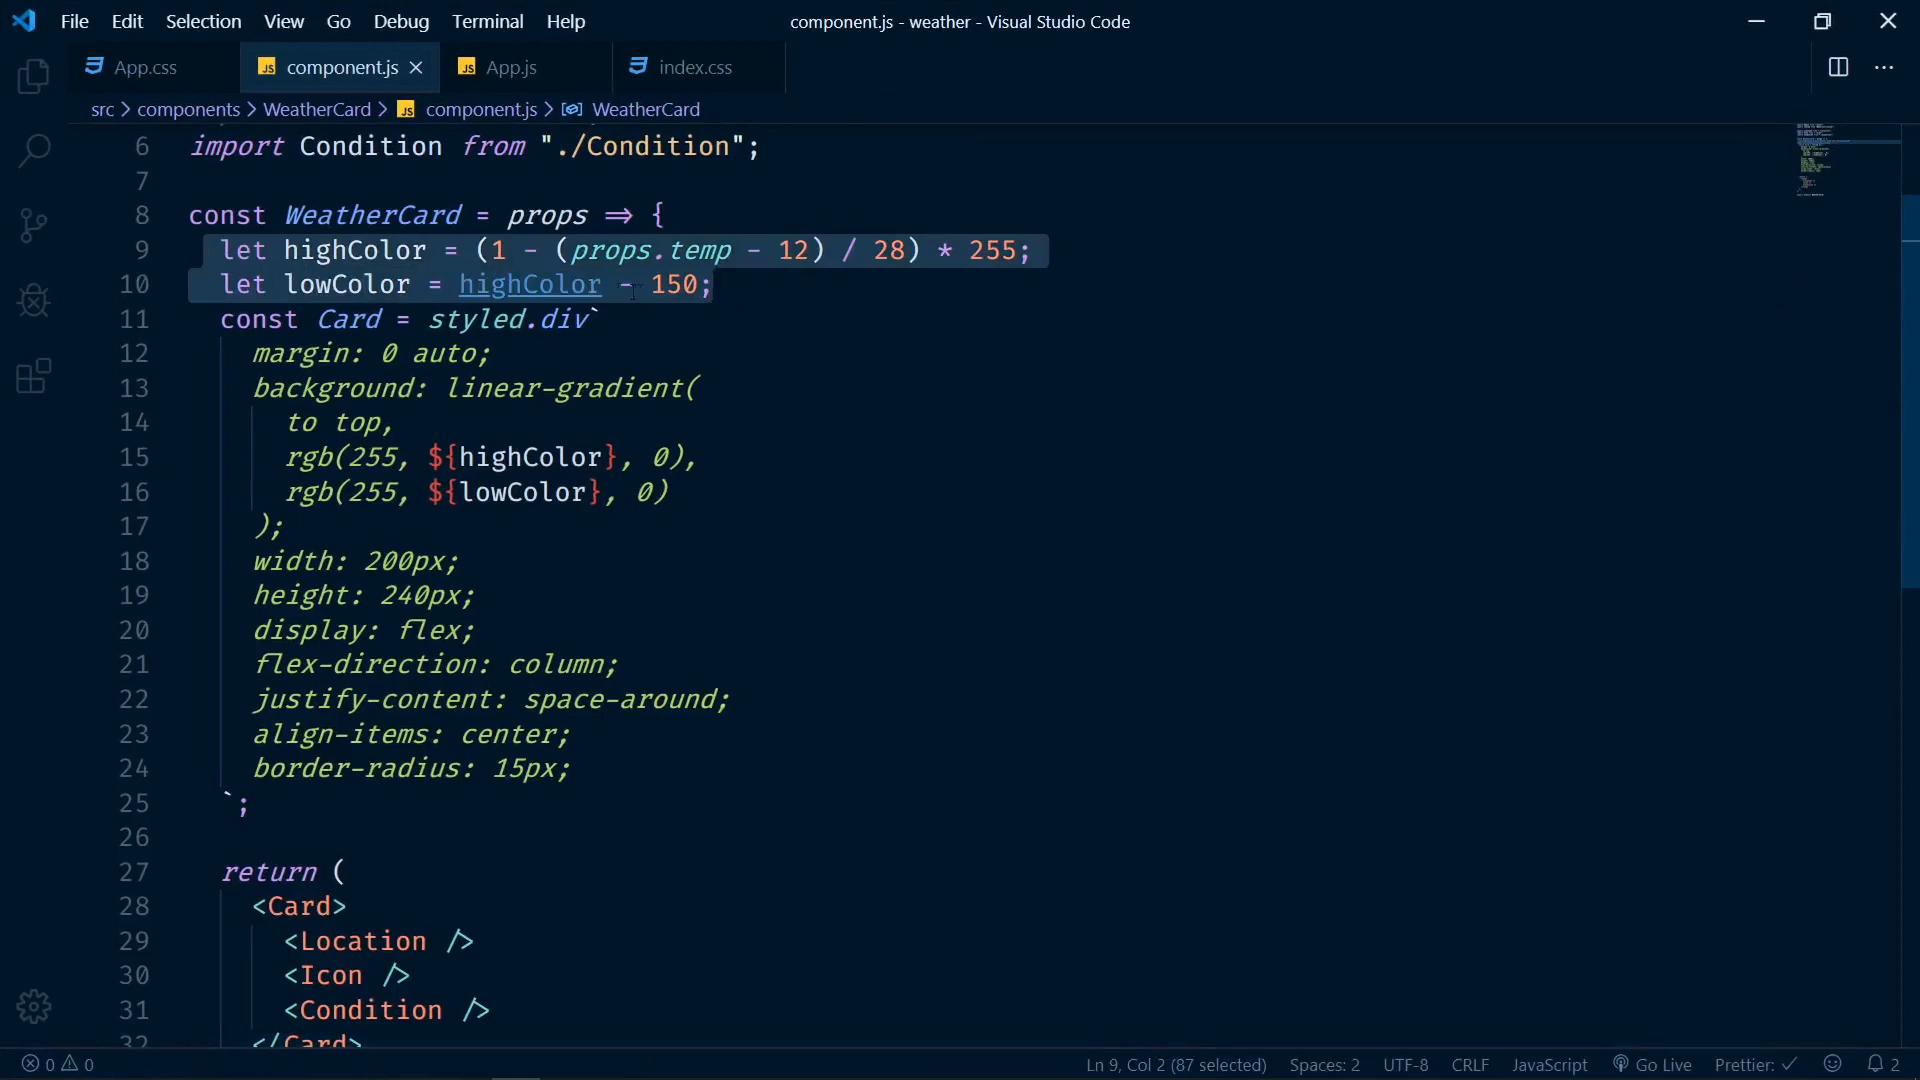 File Edit Selection View Go Debug Terminal Help component.js - weather - Visual Studio Code
App.css component.js App.js index.css
src > components > WeatherCard > component.js > WeatherCard
6 import Condition from "./Condition";
7
8 const WeatherCard = props => {
9 let highColor = (1 - (props.temp - 12) / 28) * 255;
10 let lowColor = highColor - 150;
11 const Card = styled.div`
12 margin: 0 auto;
13 background: linear-gradient(
14 to top,
15 rgb(255, ${highColor}, 0),
16 rgb(255, ${lowColor}, 0)
17 );
18 width: 200px;
19 height: 240px;
20 display: flex;
21 flex-direction: column;
22 justify-content: space-around;
23 align-items: center;
24 border-radius: 15px;
25 `;
26
27 return (
28 <Card>
29 <Location />
30 <Icon />
31 <Condition />
32 </Card>
0 0 Ln 9, Col 2 (87 selected) Spaces: 2 UTF-8 CRLF JavaScript Go Live Prettier: ✓ 2